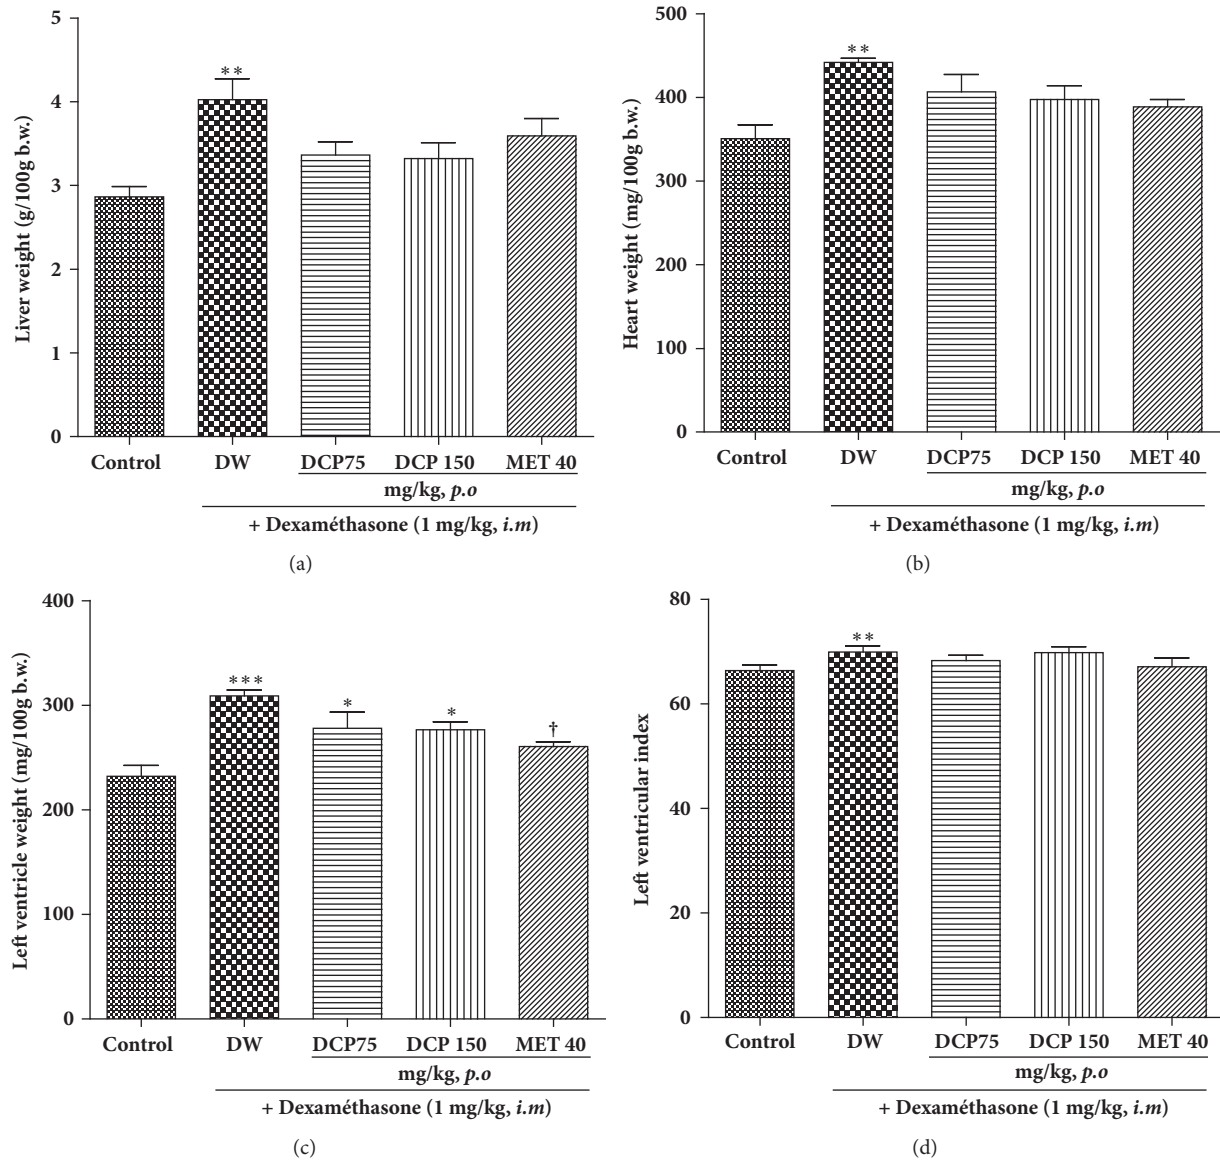 5
4
3
2
1
0
Liver weight (g/100g b.w.)
**
Control DW DCP75 DCP 150 MET 40
mg/kg, p.o
+ Dexaméthasone (1 mg/kg, i.m)
(a)
500
400
300
200
100
0
Heart weight (mg/100g b.w.)
**
Control DW DCP75 DCP 150 MET 40
mg/kg, p.o
+ Dexaméthasone (1 mg/kg, i.m)
(b)
400
300
200
100
0
Left ventricle weight (mg/100g b.w.)
*** * * †
Control DW DCP75 DCP 150 MET 40
mg/kg, p.o
+ Dexaméthasone (1 mg/kg, i.m)
(c)
80
60
40
20
0
Left ventricular index
**
Control DW DCP75 DCP 150 MET 40
mg/kg, p.o
+ Dexaméthasone (1 mg/kg, i.m)
(d)